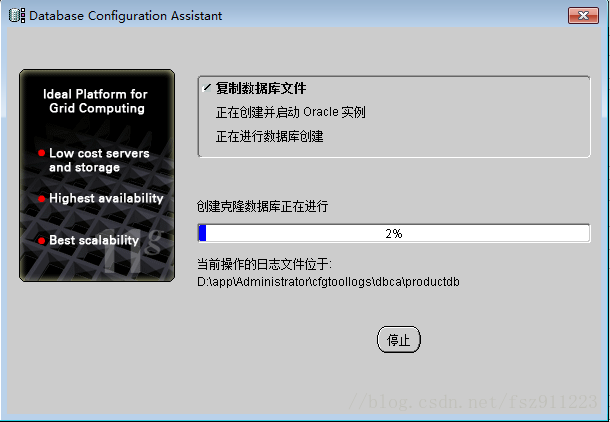 Database Configuration Assistant
Ideal Platform for
Grid Computing
Low cost servers
and storage
Highest availability
Best scalability
11g
复制数据库文件
正在创建并启动 Oracle 实例
正在进行数据库创建
创建克隆数据库正在进行
2%
当前操作的日志文件位于:
D:\app\Administrator\cfgtoollogs\dbca\productdb
停止
//blog.csdn.net/fsz911223